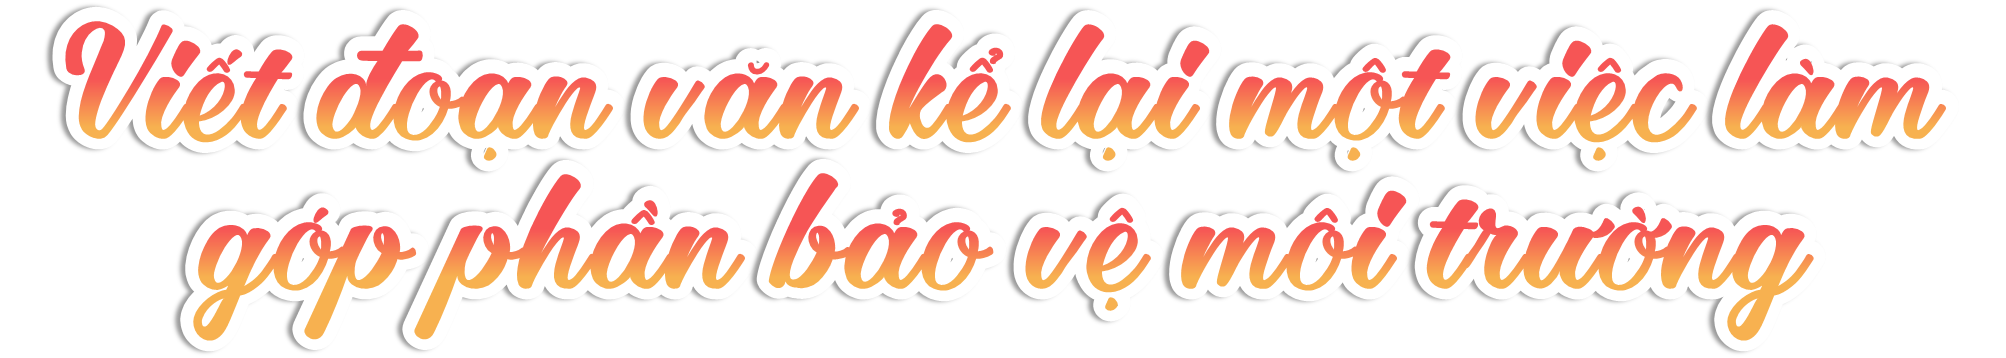 Viết đoạn văn kể lại một việc làm
góp phần bảo vệ môi trường